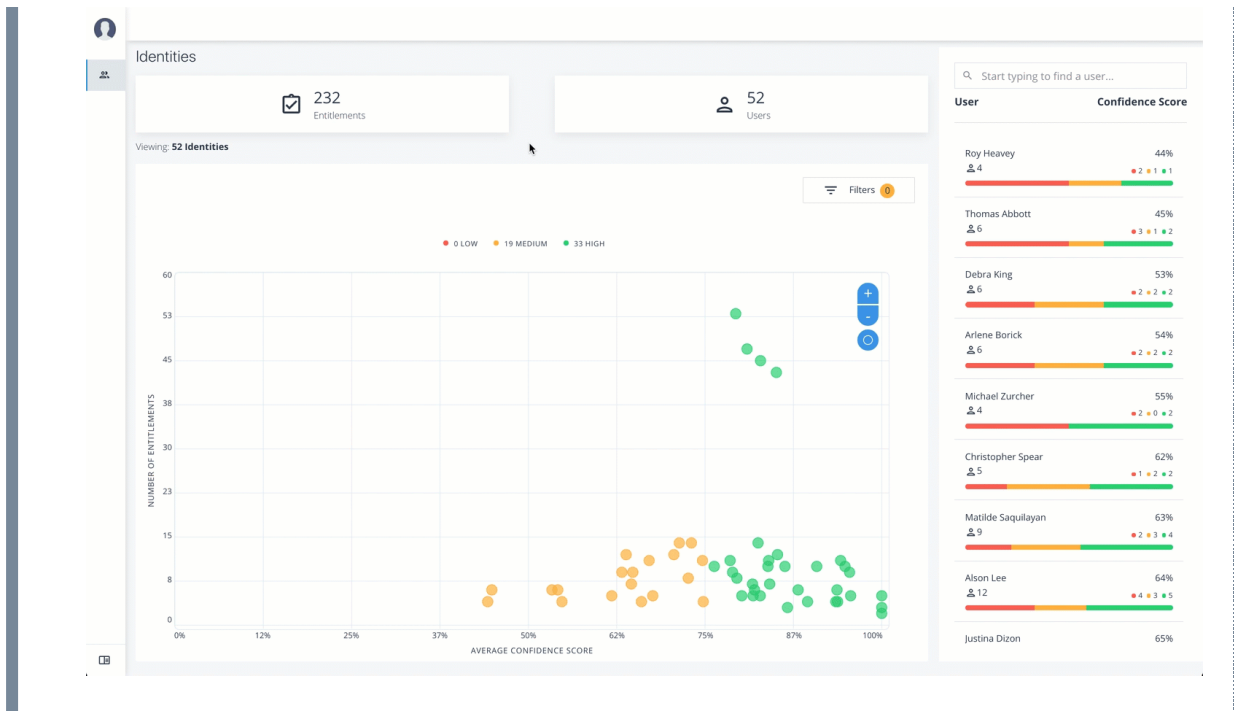 Identities
232
Entitlements
52
Users
Viewing: 52 Identities
Filters 0
0 LOW 19 MEDIUM 33 HIGH
+
-
60
53
45
38
30
23
15
8
0
NUMBER OF ENTITLEMENTS
0% 12% 25% 37% 50% 62% 75% 87% 100%
AVERAGE CONFIDENCE SCORE
Start typing to find a user...
User Confidence Score
Roy Heavey 44%
4 2 1 1
Thomas Abbott 45%
6 3 1 2
Debra King 53%
6 2 2 2
Arlene Borick 54%
6 2 2 2
Michael Zurcher 55%
4 2 0 2
Christopher Spear 62%
5 1 2 2
Matilde Saquilayan 63%
9 2 3 4
Alson Lee 64%
12 4 3 5
Justina Dizon 65%